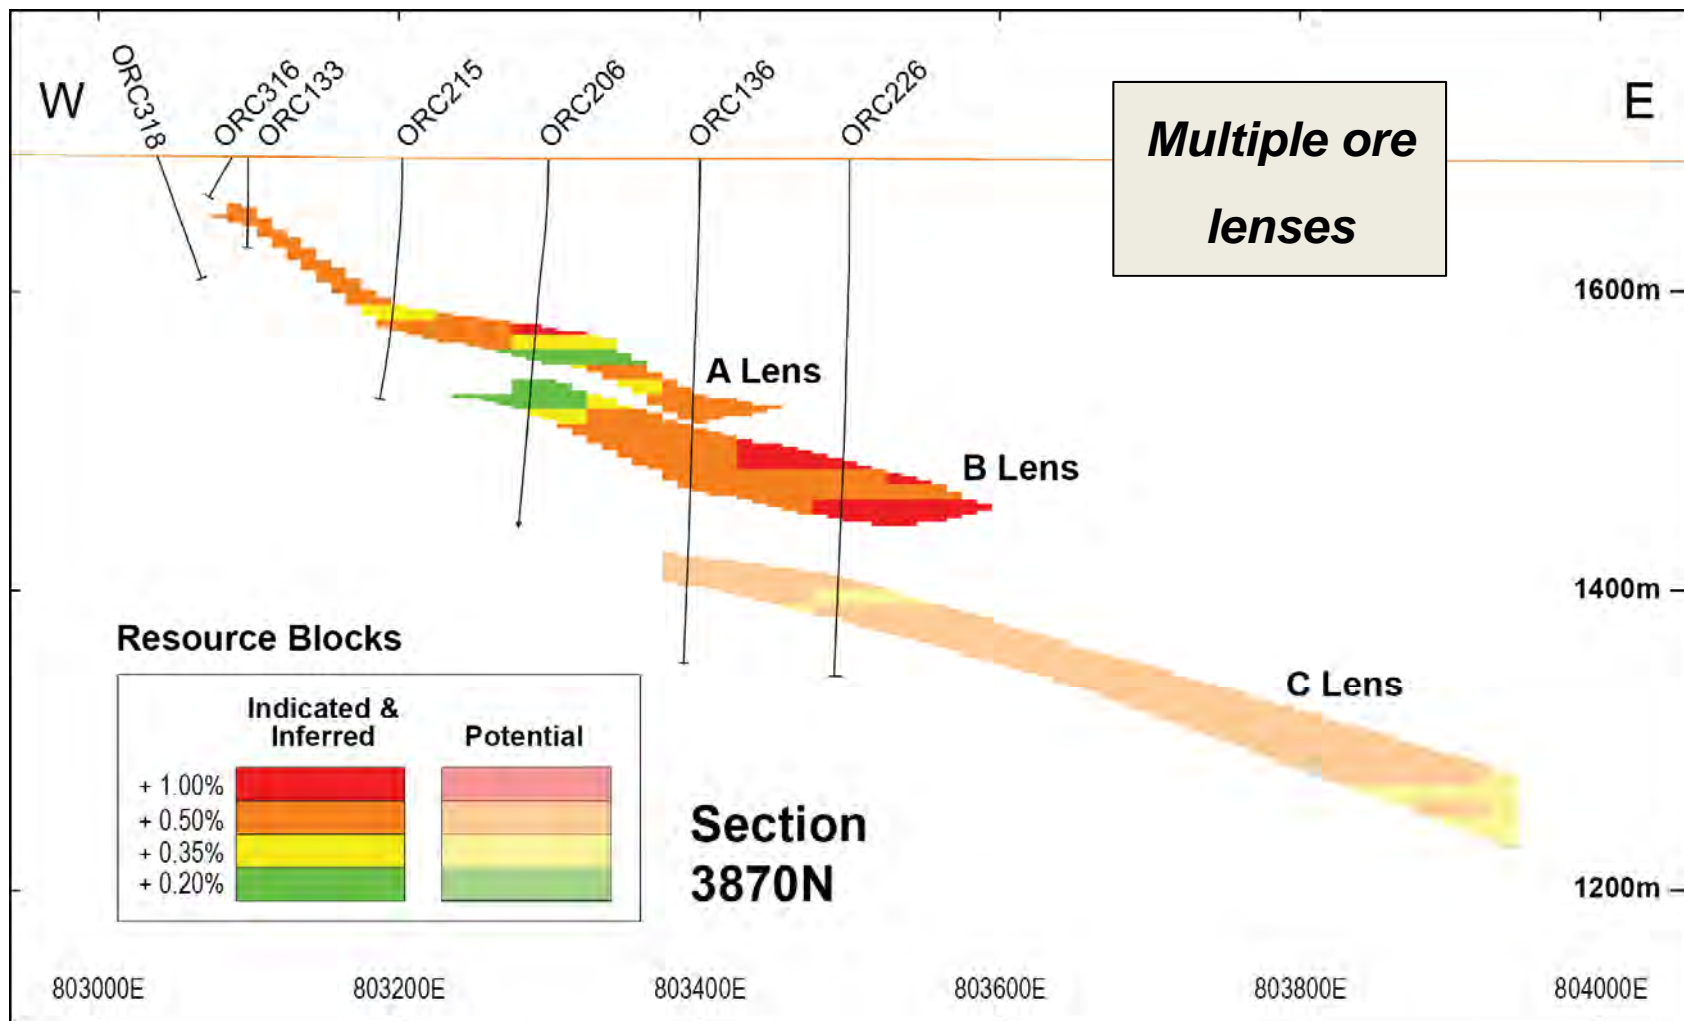 W
ORC318
ORC316
ORC133
ORC215
ORC206
ORC136
ORC226
E
Multiple ore
lenses
1600m
A Lens
B Lens
1400m
C Lens
Resource Blocks
Indicated &
Inferred
Potential
+ 1.00%
+ 0.50%
+ 0.35%
+ 0.20%
Section
3870N
1200m
803000E
803200E
803400E
803600E
803800E
804000E